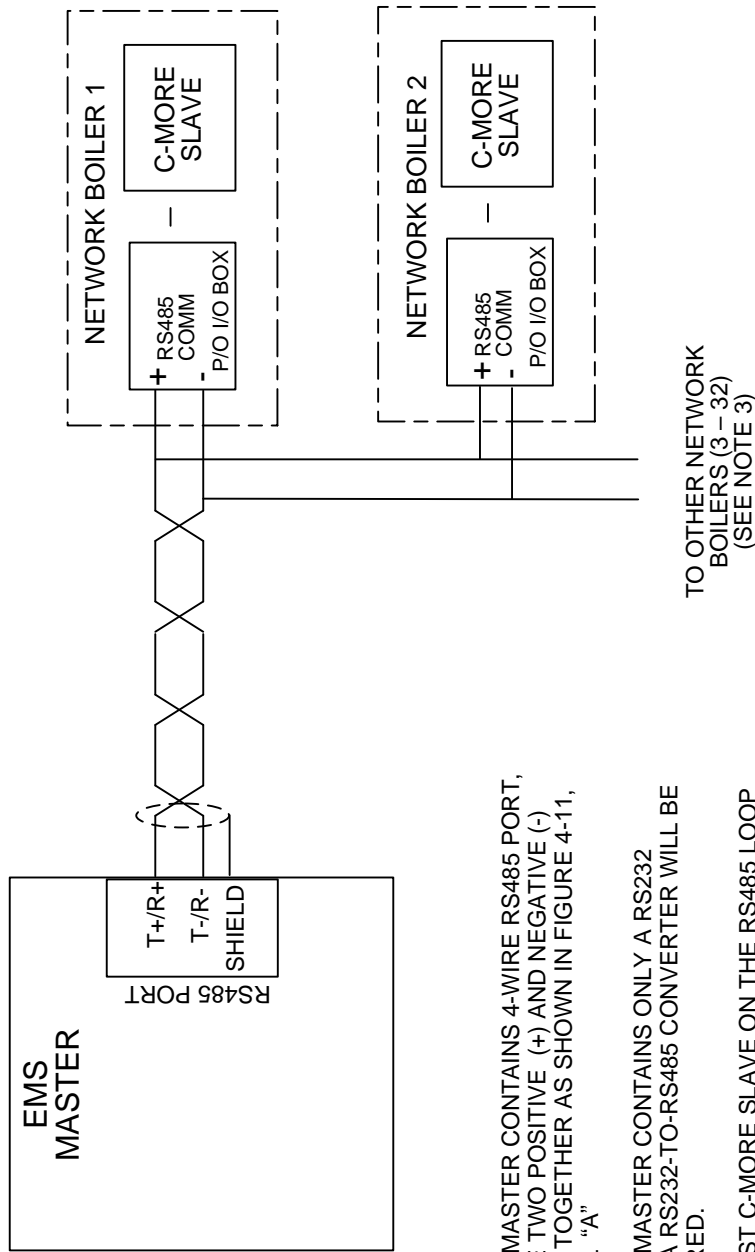 EMS
MASTER
RS485 PORT
T+/R+
T-/R-
SHIELD
NETWORK BOILER 1
+
RS485
COMM
-
P/O I/O BOX
C-MORE
SLAVE
NETWORK BOILER 2
+
RS485
COMM
-
P/O I/O BOX
C-MORE
SLAVE
TO OTHER NETWORK
BOILERS (3 – 32)
(SEE NOTE 3)
MASTER CONTAINS 4-WIRE RS485 PORT,
TWO POSITIVE (+) AND NEGATIVE (-)
TOGETHER AS SHOWN IN FIGURE 4-11,
“A”
MASTER CONTAINS ONLY A RS232
A RS232-TO-RS485 CONVERTER WILL BE
C-MORE SLAVE ON THE RS485 LOOP